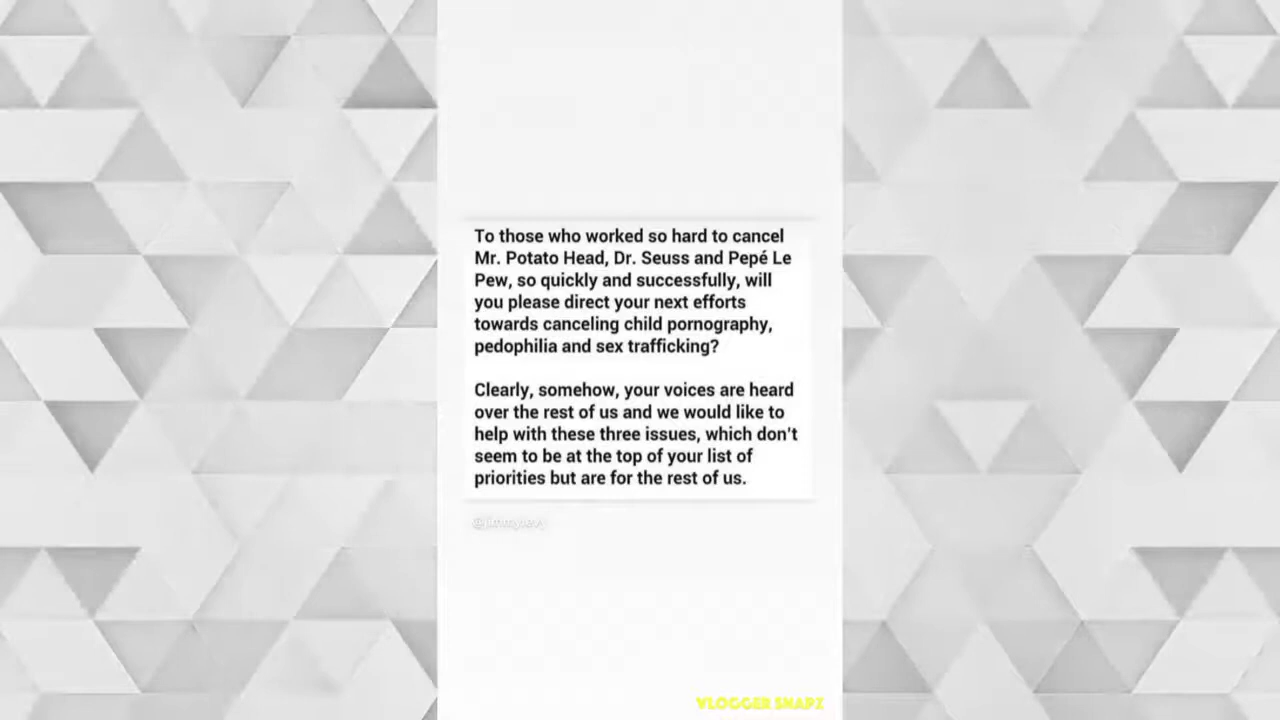 To those who worked so hard to cancel
Mr. Potato Head, Dr. Seuss and Pepé Le
Pew, so quickly and successfully, will
you please direct your next efforts
towards canceling child pornography,
pedophilia and sex trafficking?
Clearly, somehow, your voices are heard
over the rest of us and we would like to
help with these three issues, which don't
seem to be at the top of your list of
priorities but are for the rest of us.
@jimmylevy
VLOGGER SNAPZ